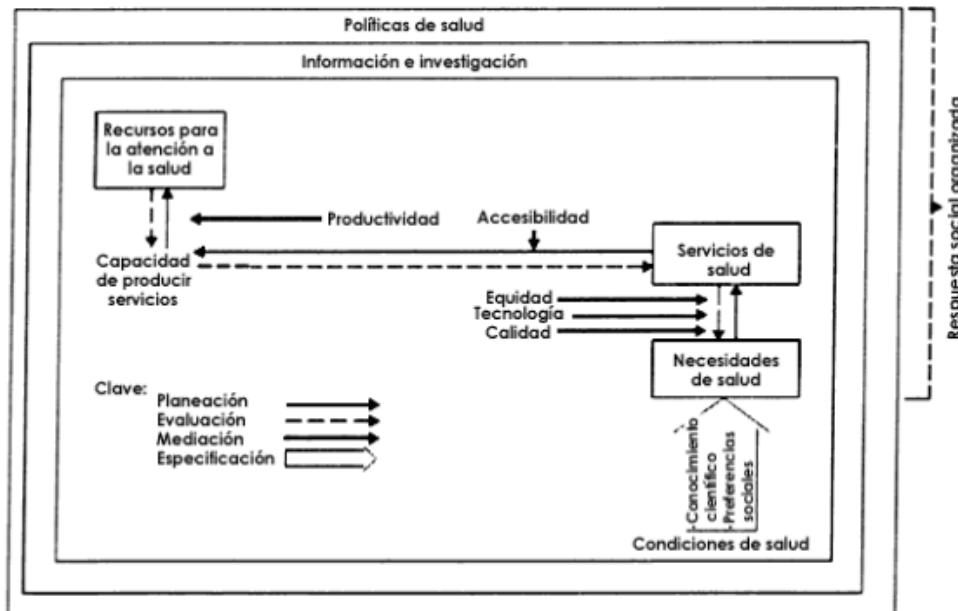 Políticas de salud
Información e investigación
Recursos para
la atención a
la salud
Productividad
Accesibilidad
Capacidad
de producir
servicios
Servicios de
salud
Equidad
Tecnología
Calidad
Necesidades
de salud
Clave:
Planeación
Evaluación
Mediación
Especificación
Conocimiento
científico
Preferencias
sociales
Condiciones de salud
Respuesta social organizada